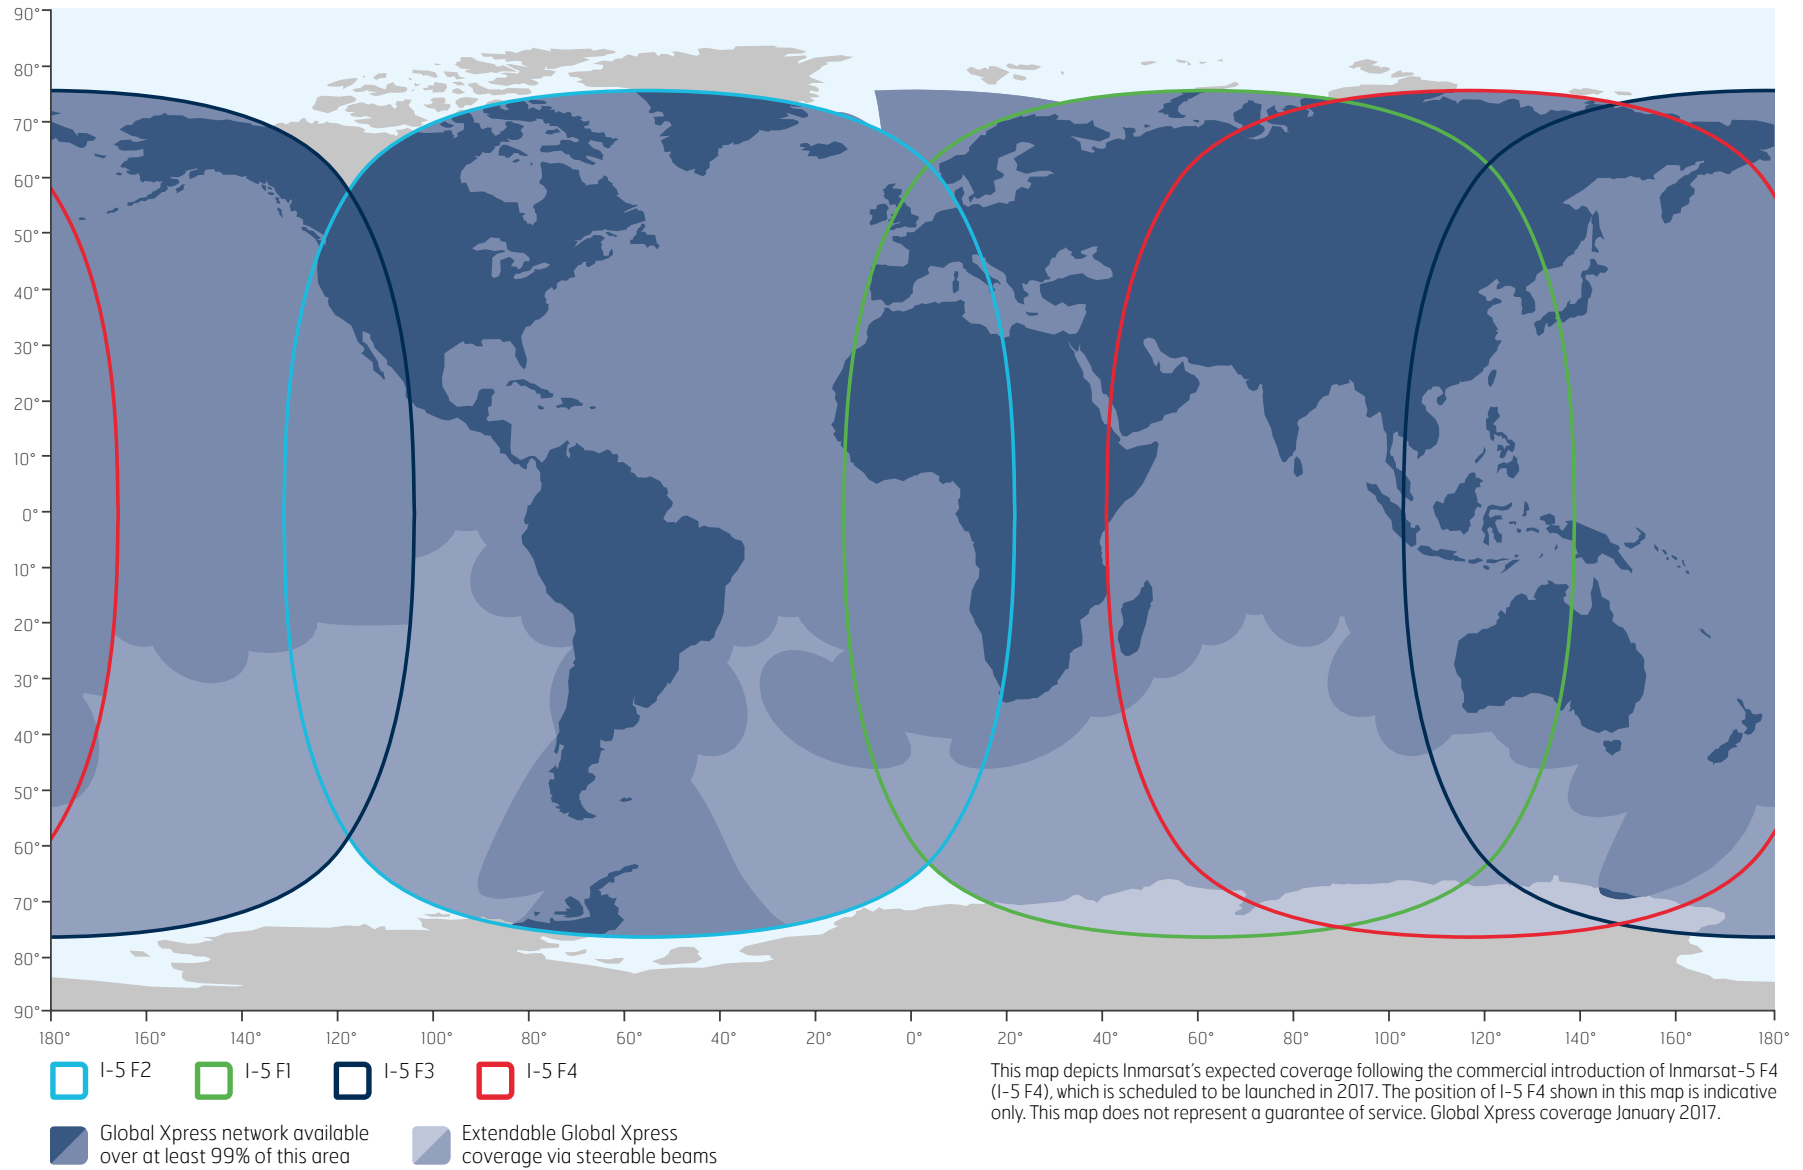 90°
80°
70°
60°
50°
40°
30°
20°
10°
0°
10°
20°
30°
40°
50°
60°
70°
80°
90°
180° 160° 140° 120° 100° 80° 60° 40° 20° 0° 20° 40° 60° 80° 100° 120° 140° 160° 180°
I-5 F2 I-5 F1 I-5 F3 I-5 F4
Global Xpress network available
over at least 99% of this area
Extendable Global Xpress
coverage via steerable beams
This map depicts Inmarsat's expected coverage following the commercial introduction of Inmarsat-5 F4
(I-5 F4), which is scheduled to be launched in 2017. The position of I-5 F4 shown in this map is indicative
only. This map does not represent a guarantee of service. Global Xpress coverage January 2017.